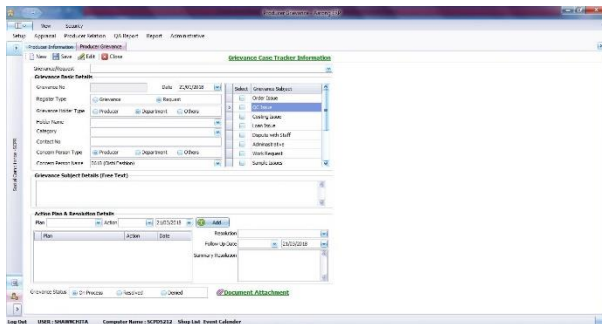 Producer Grievance -
View Security
Setup Appraisal Producer Relation QA Report Report Administrative
Producer Information Producer Grievance
New Save Edit Close
Grievance Case Tracker Information
Grievance/Request
Grievance Basic Details
Grievance No Date 21/03/2018
Select Grievance Subject
Register Type Grievance Request
Order Issue
Grievance Holder Type Producer Department Others
QC Issue
Holder Name
Costing Issue
Category
Loan Issue
Contact No
Dispute with Staff
Administrative
Concern Person Type Producer Department Others
Work Request
Concern Person Name
Sample Issues
Grievance Subject Details (Free Text)
Action Plan & Resolution Details
Plan Action 21/03/2018 Add
Plan Action Date
Resolution
Follow Up Date 21/03/2018
Summary Resolution
Grievance Status On Process Resolved Denied
Document Attachment
Log Out USER : SHAWNCHITA Computer Name : SCPD5212 Shop List Event Calender